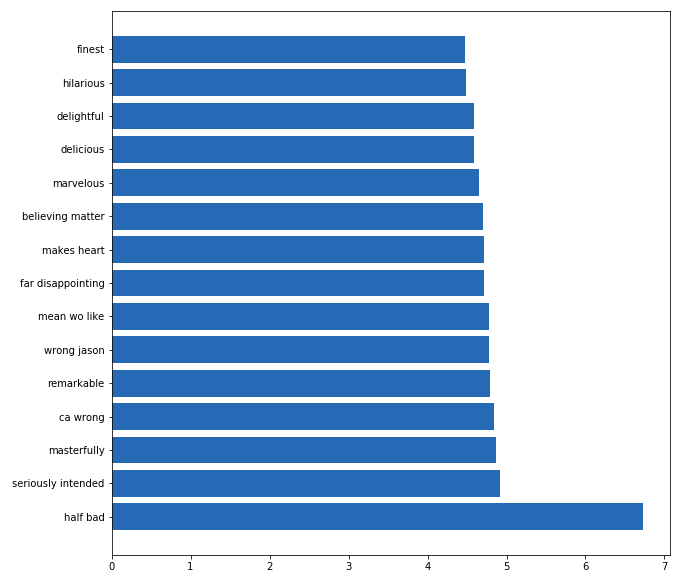 finest
hilarious
delightful
delicious
marvelous
believing matter
makes heart
far disappointing
mean wo like
wrong jason
remarkable
ca wrong
masterfully
seriously intended
half bad
0 1 2 3 4 5 6 7